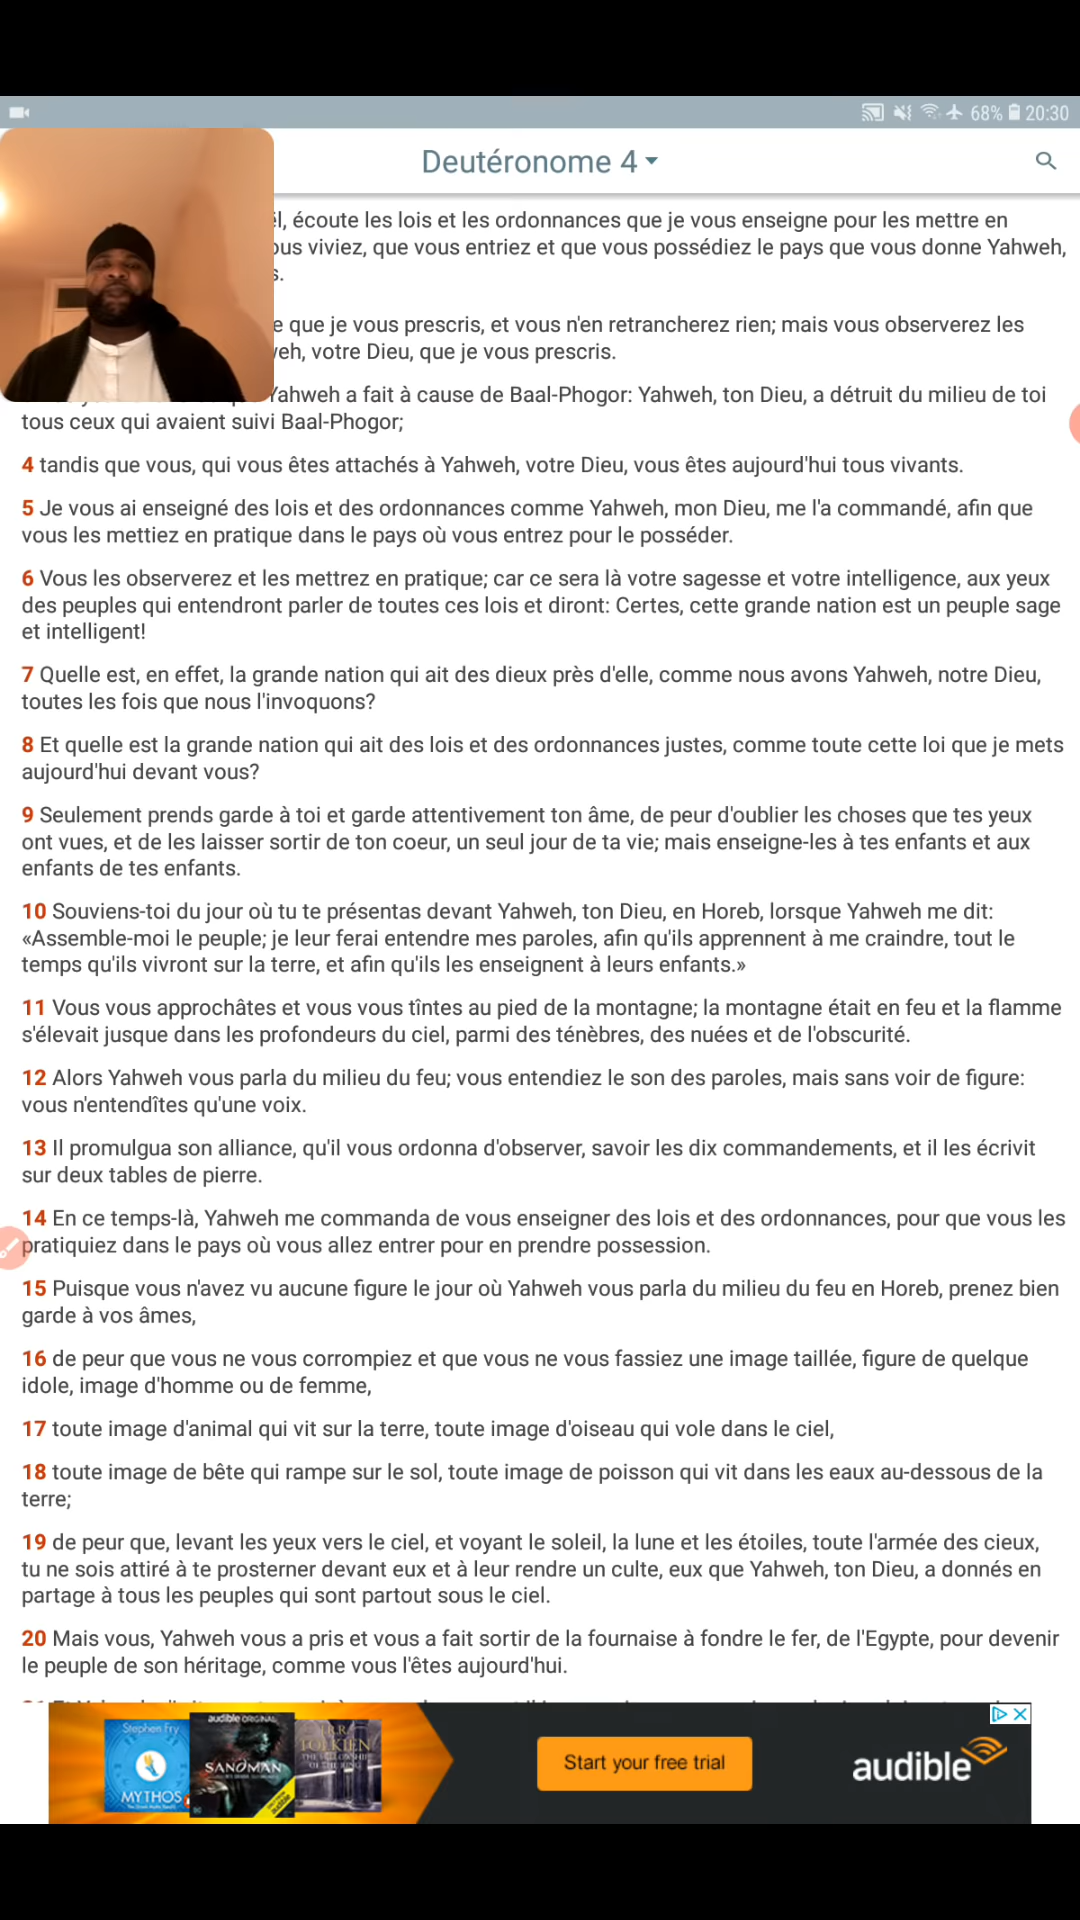 68% 20:30
Deutéronome 4
écoute les lois et les ordonnances que je vous enseigne pour les mettre en
viviez, que vous entriez et que vous possédiez le pays que vous donne Yahweh,
que je vous prescris, et vous n'en retrancherez rien; mais vous observerez les
votre Dieu, que je vous prescris.
Yahweh a fait à cause de Baal-Phogor: Yahweh, ton Dieu, a détruit du milieu de toi
tous ceux qui avaient suivi Baal-Phogor;
4 tandis que vous, qui vous êtes attachés à Yahweh, votre Dieu, vous êtes aujourd'hui tous vivants.
5 Je vous ai enseigné des lois et des ordonnances comme Yahweh, mon Dieu, me l'a commandé, afin que
vous les mettiez en pratique dans le pays où vous entrez pour le posséder.
6 Vous les observerez et les mettrez en pratique; car ce sera là votre sagesse et votre intelligence, aux yeux
des peuples qui entendront parler de toutes ces lois et diront: Certes, cette grande nation est un peuple sage
et intelligent!
7 Quelle est, en effet, la grande nation qui ait des dieux près d'elle, comme nous avons Yahweh, notre Dieu,
toutes les fois que nous l'invoquons?
8 Et quelle est la grande nation qui ait des lois et des ordonnances justes, comme toute cette loi que je mets
aujourd'hui devant vous?
9 Seulement prends garde à toi et garde attentivement ton âme, de peur d'oublier les choses que tes yeux
ont vues, et de les laisser sortir de ton coeur, un seul jour de ta vie; mais enseigne-les à tes enfants et aux
enfants de tes enfants.
10 Souviens-toi du jour où tu te présentas devant Yahweh, ton Dieu, en Horeb, lorsque Yahweh me dit:
«Assemble-moi le peuple; je leur ferai entendre mes paroles, afin qu'ils apprennent à me craindre, tout le
temps qu'ils vivront sur la terre, et afin qu'ils les enseignent à leurs enfants.»
11 Vous vous approchâtes et vous vous tîntes au pied de la montagne; la montagne était en feu et la flamme
s'élevait jusque dans les profondeurs du ciel, parmi des ténèbres, des nuées et de l'obscurité.
12 Alors Yahweh vous parla du milieu du feu; vous entendiez le son des paroles, mais sans voir de figure:
vous n'entendîtes qu'une voix.
13 Il promulgua son alliance, qu'il vous ordonna d'observer, savoir les dix commandements, et il les écrivit
sur deux tables de pierre.
14 En ce temps-là, Yahweh me commanda de vous enseigner des lois et des ordonnances, pour que vous les
pratiquiez dans le pays où vous allez entrer pour en prendre possession.
15 Puisque vous n'avez vu aucune figure le jour où Yahweh vous parla du milieu du feu en Horeb, prenez bien
garde à vos âmes,
16 de peur que vous ne vous corrompiez et que vous ne vous fassiez une image taillée, figure de quelque
idole, image d'homme ou de femme,
17 toute image d'animal qui vit sur la terre, toute image d'oiseau qui vole dans le ciel,
18 toute image de bête qui rampe sur le sol, toute image de poisson qui vit dans les eaux au-dessous de la
terre;
19 de peur que, levant les yeux vers le ciel, et voyant le soleil, la lune et les étoiles, toute l'armée des cieux,
tu ne sois attiré à te prosterner devant eux et à leur rendre un culte, eux que Yahweh, ton Dieu, a donnés en
partage à tous les peuples qui sont partout sous le ciel.
20 Mais vous, Yahweh vous a pris et vous a fait sortir de la fournaise à fondre le fer, de l'Egypte, pour devenir
le peuple de son héritage, comme vous l'êtes aujourd'hui.
Stephen Fry
MYTHOS
audible ORIGINAL
SANDMAN
J.R.R.
TOLKIEN
THE FELLOWSHIP
OF THE RING
Start your free trial
audible